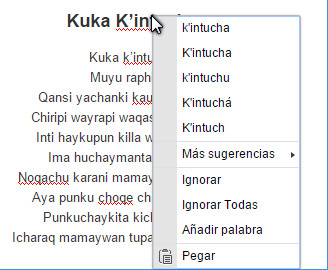 Kuka K'int
Kuka k'intu
Muyu raph
Qansi yachanki kau
Chiripi wayrapi waqas
Inti haykupun killa w
Ima huchaymanta
Noqachu karani mamay
Aya punku choqe ch
Punkuchaykita kich
Icharaq mamaywan tupa
k'intucha
K'intucha
k'intuchu
K'intuchá
K'intuch
Más sugerencias
Ignorar
Ignorar Todas
Añadir palabra
Pegar